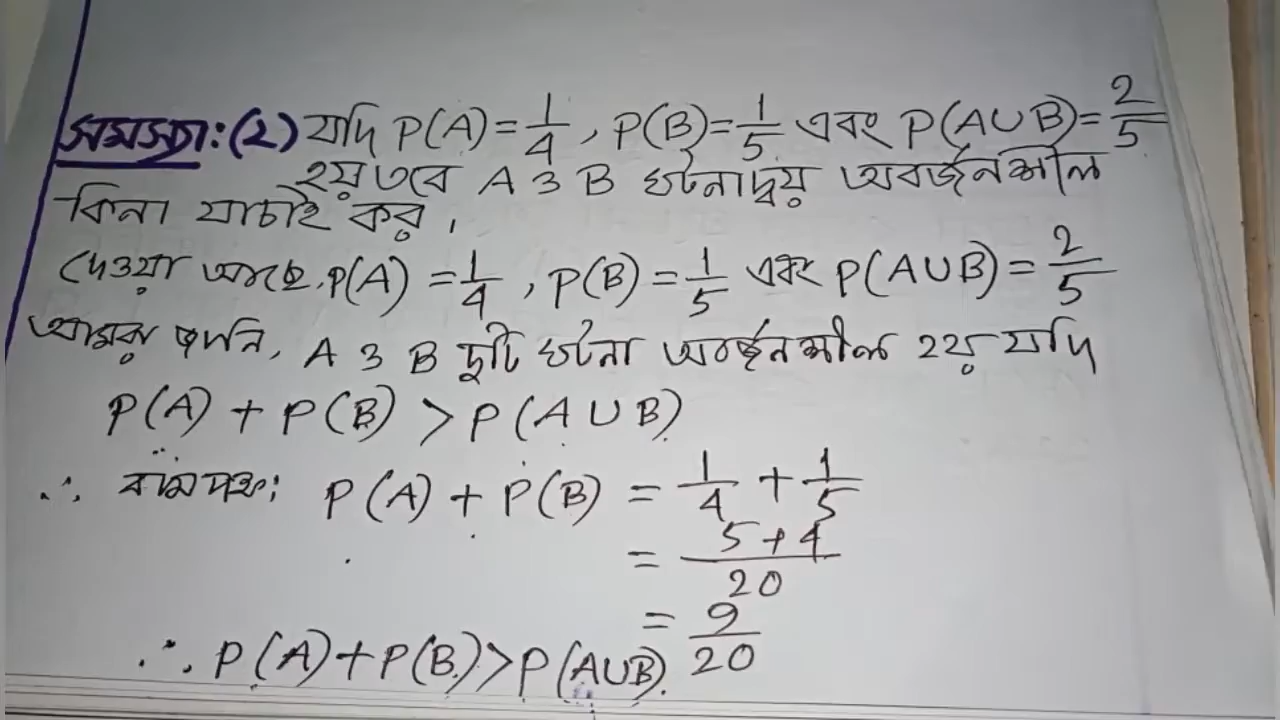 সমস্যা:(২) যদি P(A)=1/4, P(B)=1/5 এবং P(A∪B)=2/5
হয় তবে A ও B ঘটনাদ্বয় অবর্জনশীল
কিনা যাচাই কর।
দেওয়া আছে, P(A) = 1/4, P(B) = 1/5 এবং P(A∪B) = 2/5
আমরা জানি, A ও B দুটি ঘটনা অবর্জনশীল হয় যদি
P(A) + P(B) > P(A ∪ B)
∴ বামপক্ষ: P(A) + P(B) = 1/4 + 1/5
= 5+4/20
= 9/20
∴ P(A)+P(B)>P(A∪B).